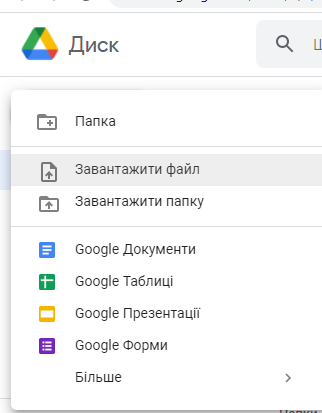 Диск
Папка
Завантажити файл
Завантажити папку
Google Документи
Google Таблиці
Google Презентації
Google Форми
Більше